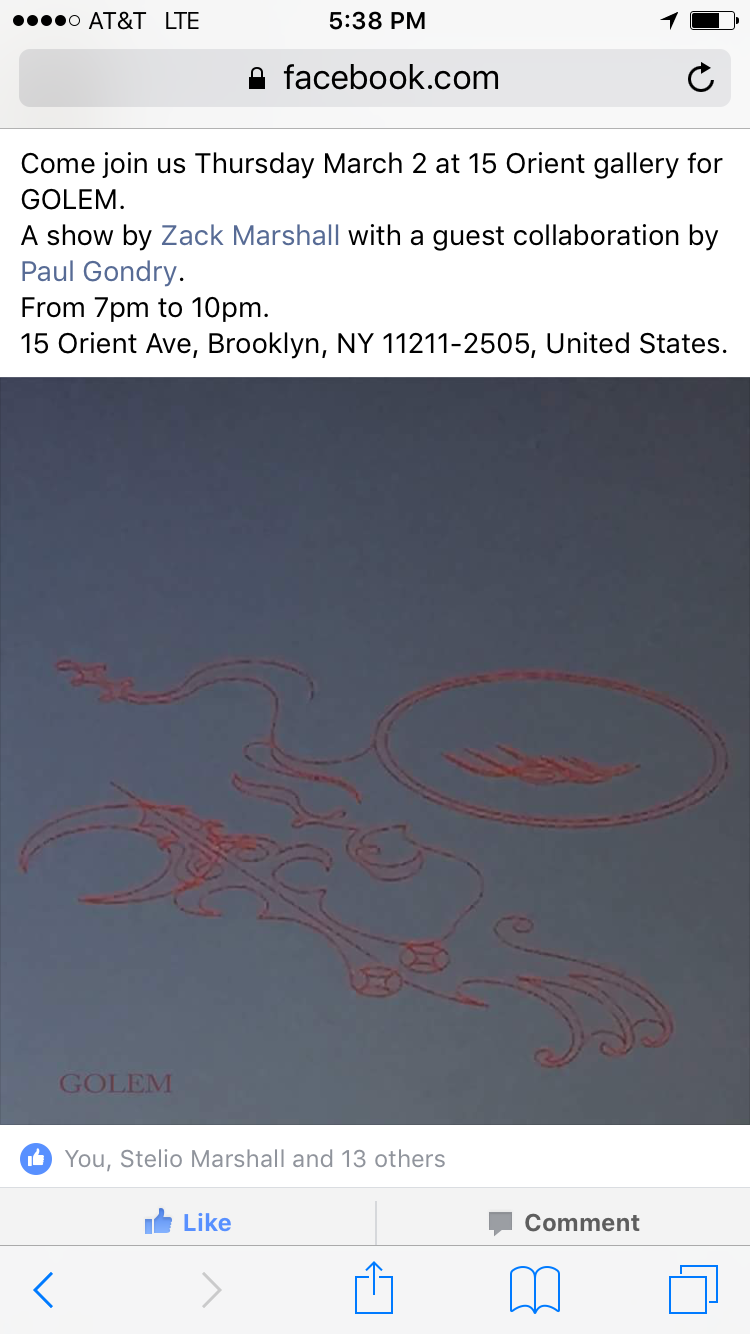 AT&T LTE 5:38 PM
facebook.com
Come join us Thursday March 2 at 15 Orient gallery for
GOLEM.
A show by Zack Marshall with a guest collaboration by
Paul Gondry.
From 7pm to 10pm.
15 Orient Ave, Brooklyn, NY 11211-2505, United States.
GOLEM
You, Stelio Marshall and 13 others
Like Comment